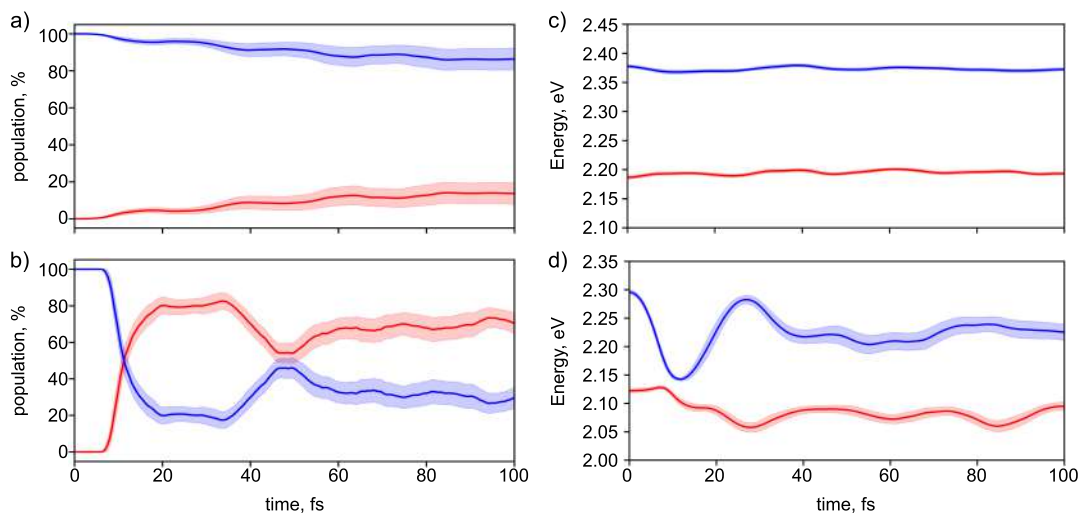 a)
100
80
60
40
20
0
population, %
c)
2.45
2.40
2.35
2.30
2.25
2.20
2.15
2.10
Energy, eV
b)
100
80
60
40
20
0
population, %
0 20 40 60 80 100
time, fs
d)
2.35
2.30
2.25
2.20
2.15
2.10
2.05
2.00
Energy, eV
0 20 40 60 80 100
time, fs